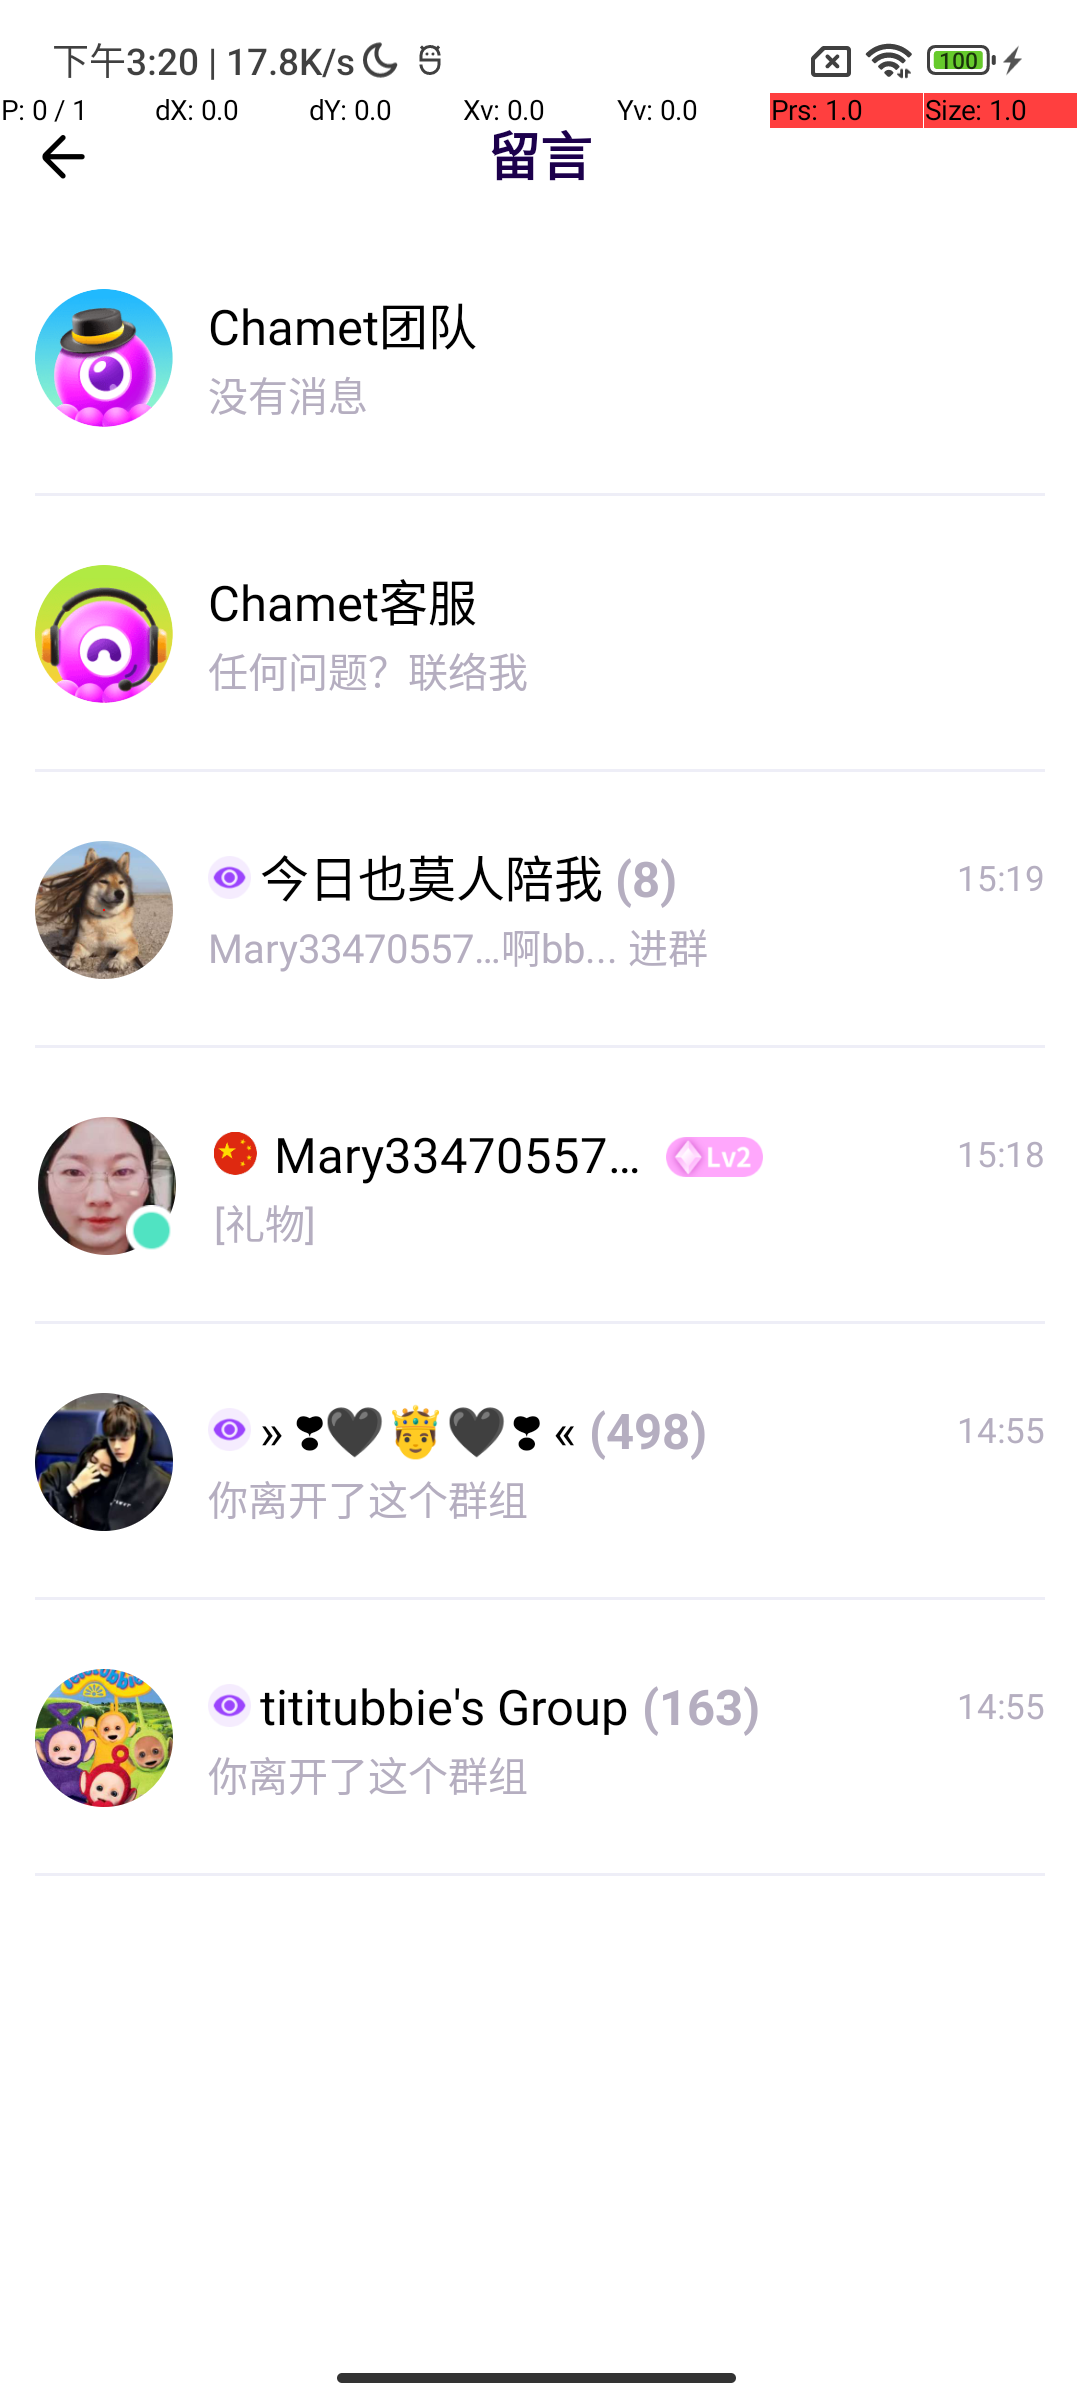 下午3:20 | 17.8K/s
100
P: 0 / 1 dX: 0.0 dY: 0.0 Xv: 0.0 Yv: 0.0 Prs: 1.0 Size: 1.0
留言
Chamet团队
没有消息
Chamet客服
任何问题？联络我
今日也莫人陪我 (8) 15:19
Mary33470557...啊bb... 进群
Mary33470557... Lv2 15:18
[礼物]
» ❣🖤🤴🖤❣ « (498) 14:55
你离开了这个群组
tititubbie's Group (163) 14:55
你离开了这个群组